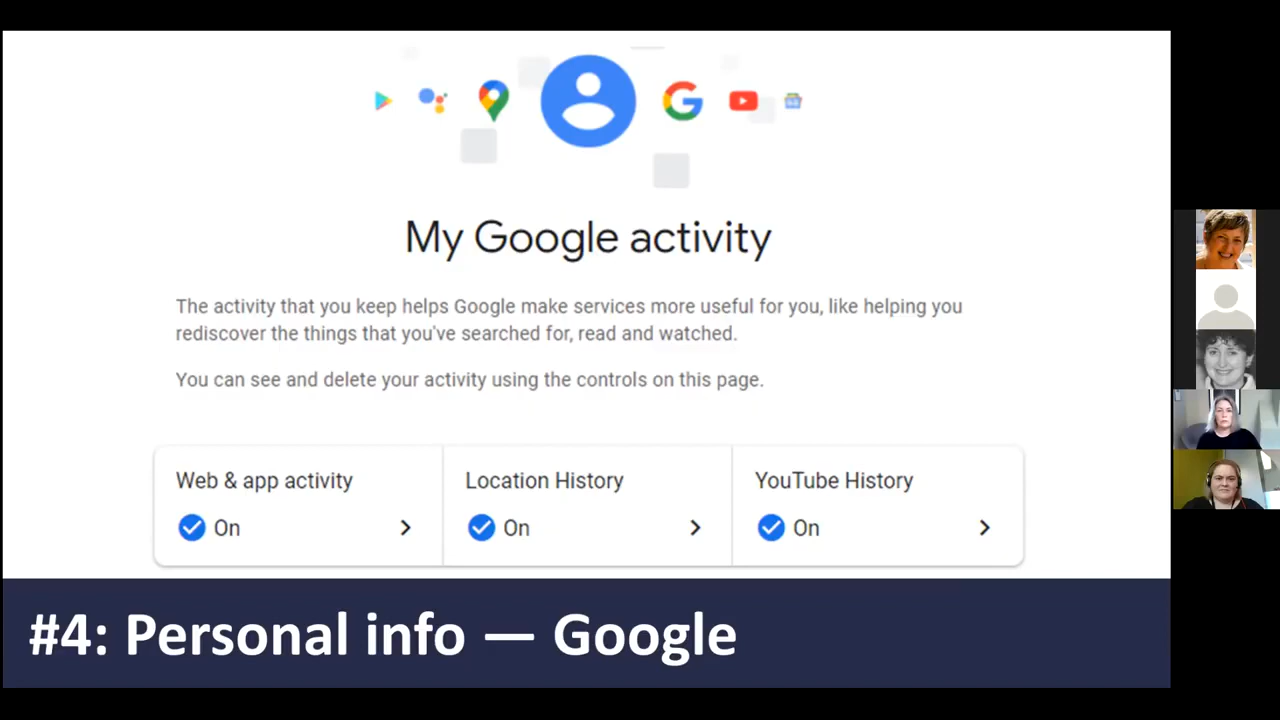 My Google activity
The activity that you keep helps Google make services more useful for you, like helping you
rediscover the things that you've searched for, read and watched.
You can see and delete your activity using the controls on this page.
Web & app activity
On
Location History
On
YouTube History
On
#4: Personal info — Google